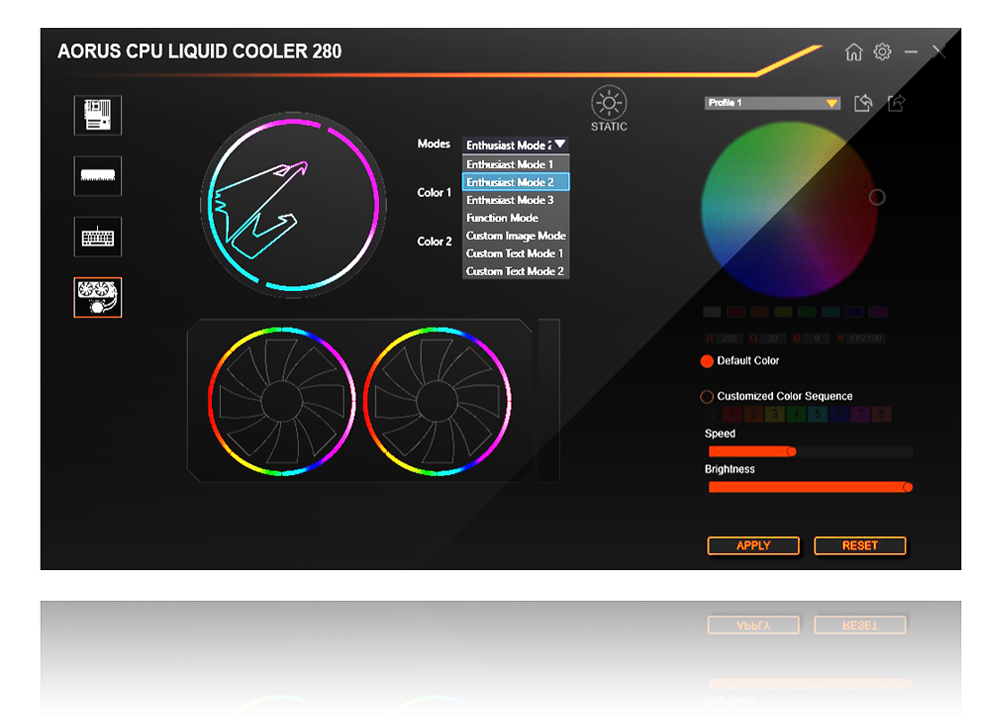 AORUS CPU LIQUID COOLER 280
STATIC
Profile 1
Modes Enthusiast Mode 2
Enthusiast Mode 1
Enthusiast Mode 2
Color 1
Enthusiast Mode 3
Function Mode
Color 2
Custom Image Mode
Custom Text Mode 1
Custom Text Mode 2
R 255 G 33 B 0 # FF2100
Default Color
Customized Color Sequence
1 2 3 4 5 6 7 8
Speed
Brightness
APPLY RESET